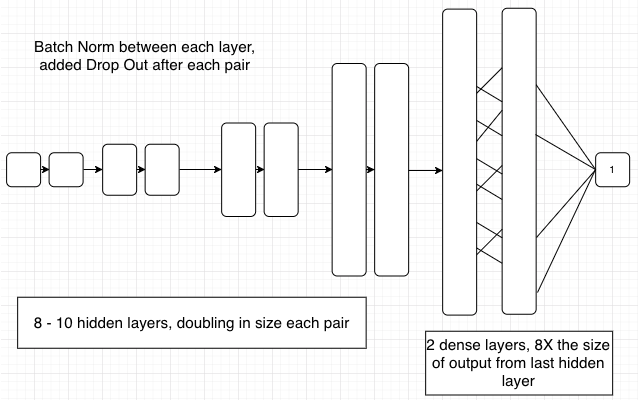 Batch Norm between each layer,
added Drop Out after each pair
1
8 - 10 hidden layers, doubling in size each pair
2 dense layers, 8X the size
of output from last hidden
layer